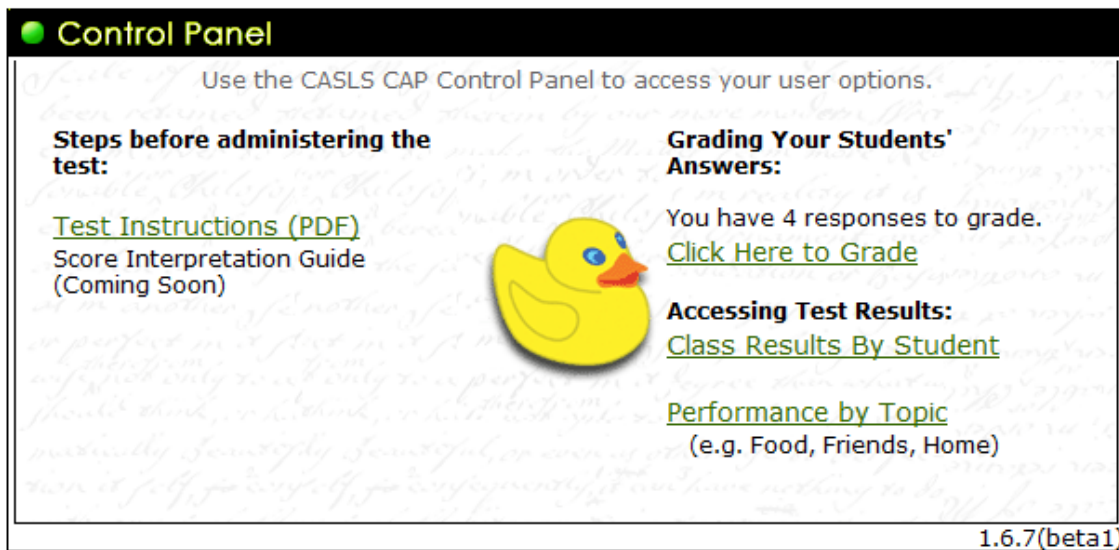 Control Panel
Use the CASLS CAP Control Panel to access your user options.
Steps before administering the
test:
Test Instructions (PDF)
Score Interpretation Guide
(Coming Soon)
Grading Your Students'
Answers:
You have 4 responses to grade.
Click Here to Grade
Accessing Test Results:
Class Results By Student
Performance by Topic
(e.g. Food, Friends, Home)
1.6.7(beta1)